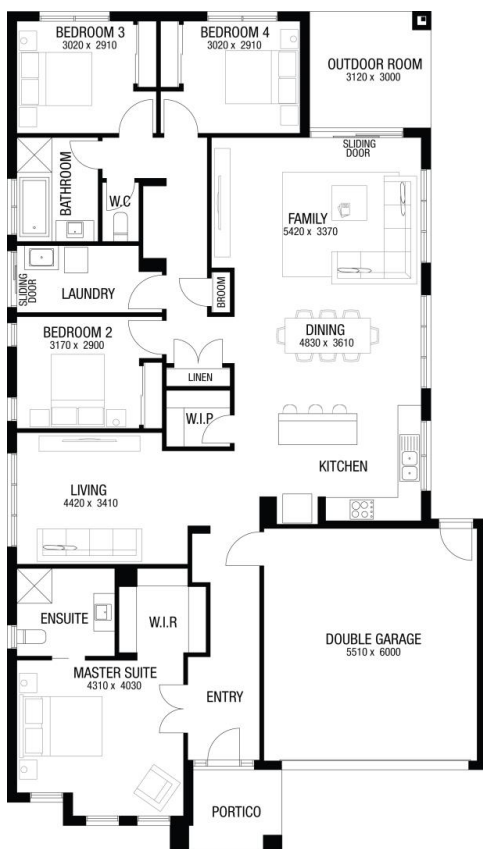 BEDROOM 3
3020 x 2910
BEDROOM 4
3020 x 2910
OUTDOOR ROOM
3120 x 3000
SLIDING
DOOR
BATHROOM
W.C
FAMILY
5420 x 3370
SLIDING
DOOR
LAUNDRY
BROOM
BEDROOM 2
3170 x 2900
DINING
4830 x 3610
LINEN
W.I.P
KITCHEN
LIVING
4420 x 3410
ENSUITE
W.I.R
DOUBLE GARAGE
5510 x 6000
MASTER SUITE
4310 x 4030
ENTRY
PORTICO